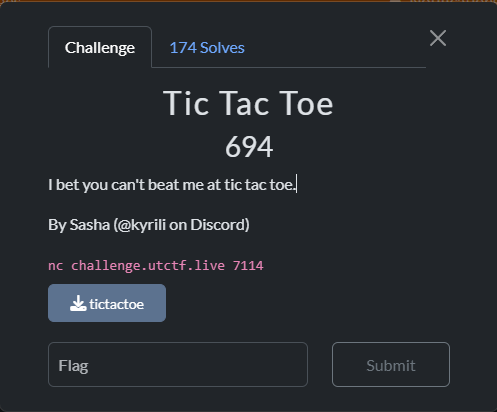 Challenge
174 Solves
Tic Tac Toe
694
I bet you can't beat me at tic tac toe.
By Sasha (@kyrili on Discord)
nc challenge.utctf.live 7114
tictactoe
Flag
Submit